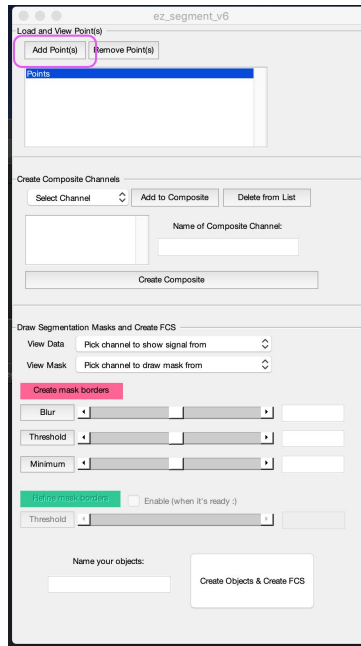 ez_segment_v6
Load and View Point(s)
Add Point(s) Remove Point(s)
Points
Create Composite Channels
Select Channel Add to Composite Delete from List
Name of Composite Channel:
Create Composite
Draw Segmentation Masks and Create FCS
View Data Pick channel to show signal from
View Mask Pick channel to draw mask from
Create mask borders
Blur
Threshold
Minimum
Refine mask borders Enable (when it's ready :)
Threshold
Name your objects:
Create Objects & Create FCS